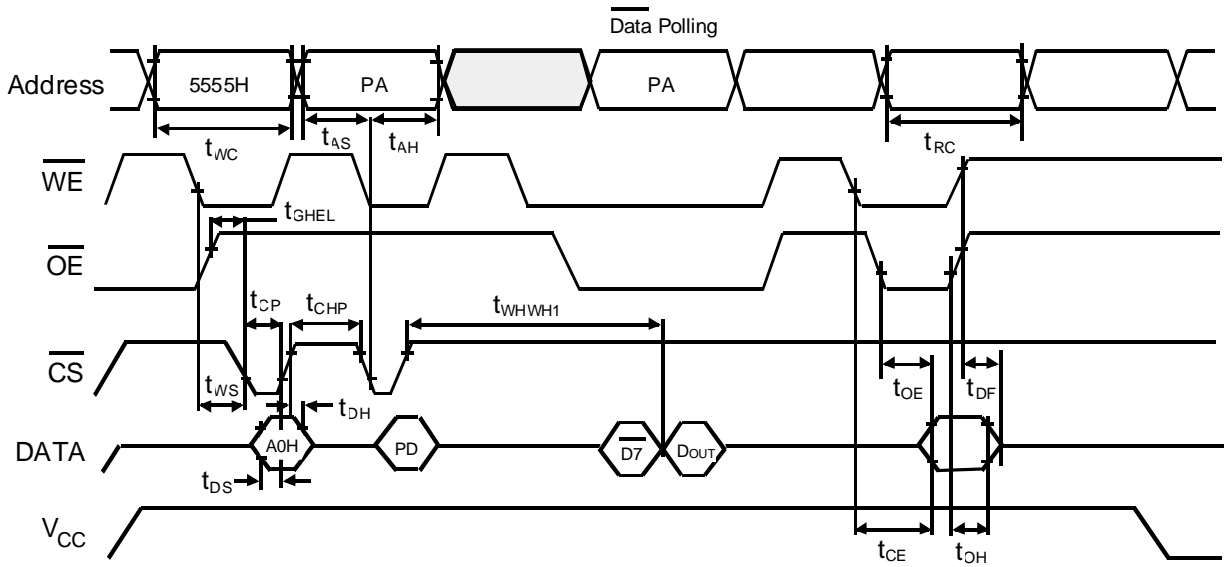 Data Polling
Address 5555H PA PA
tWC tAS tAH tRC
WE
tGHEL
OE
tCP tCHP tWHWH1
CS
tWS tDH tOE tDF
DATA A0H PD D7 DOUT
tDS
VCC
tCE tOH